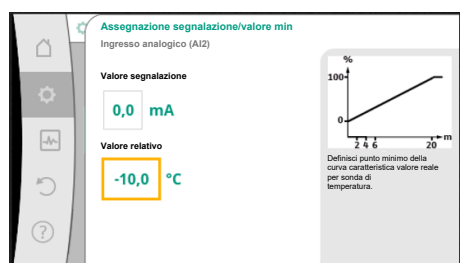 Assegnazione segnalazione/valore min
Ingresso analogico (AI2)
Valore segnalazione
0,0 mA
Valore relativo
-10,0 °C
%
100
0
2 4 6 20 m
Definisci punto minimo della
curva caratteristica valore reale
per sonda di
temperatura.
?